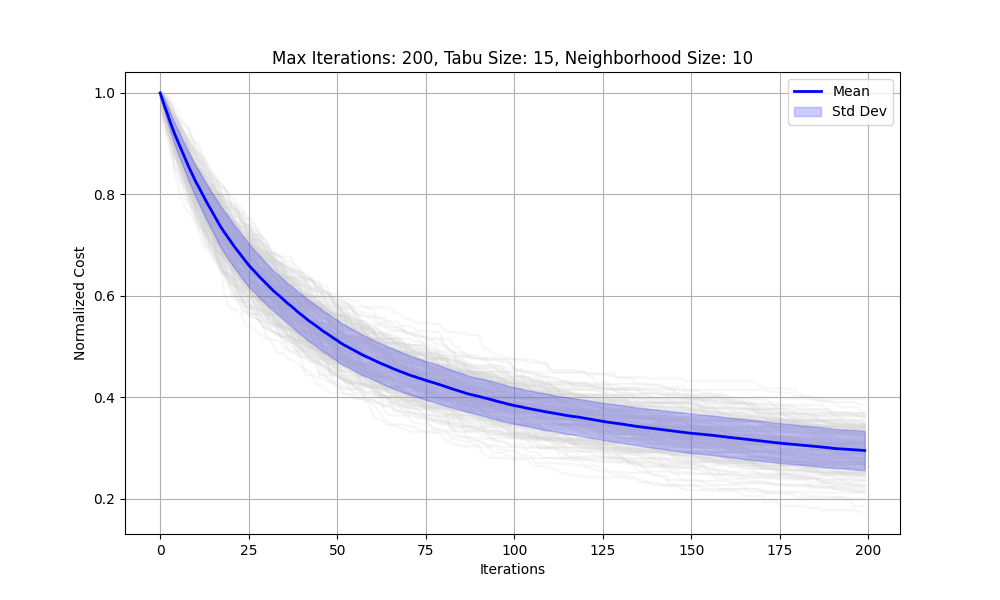 Max Iterations: 200, Tabu Size: 15, Neighborhood Size: 10
Mean
Std Dev
Normalized Cost
1.0
0.8
0.6
0.4
0.2
0 25 50 75 100 125 150 175 200
Iterations